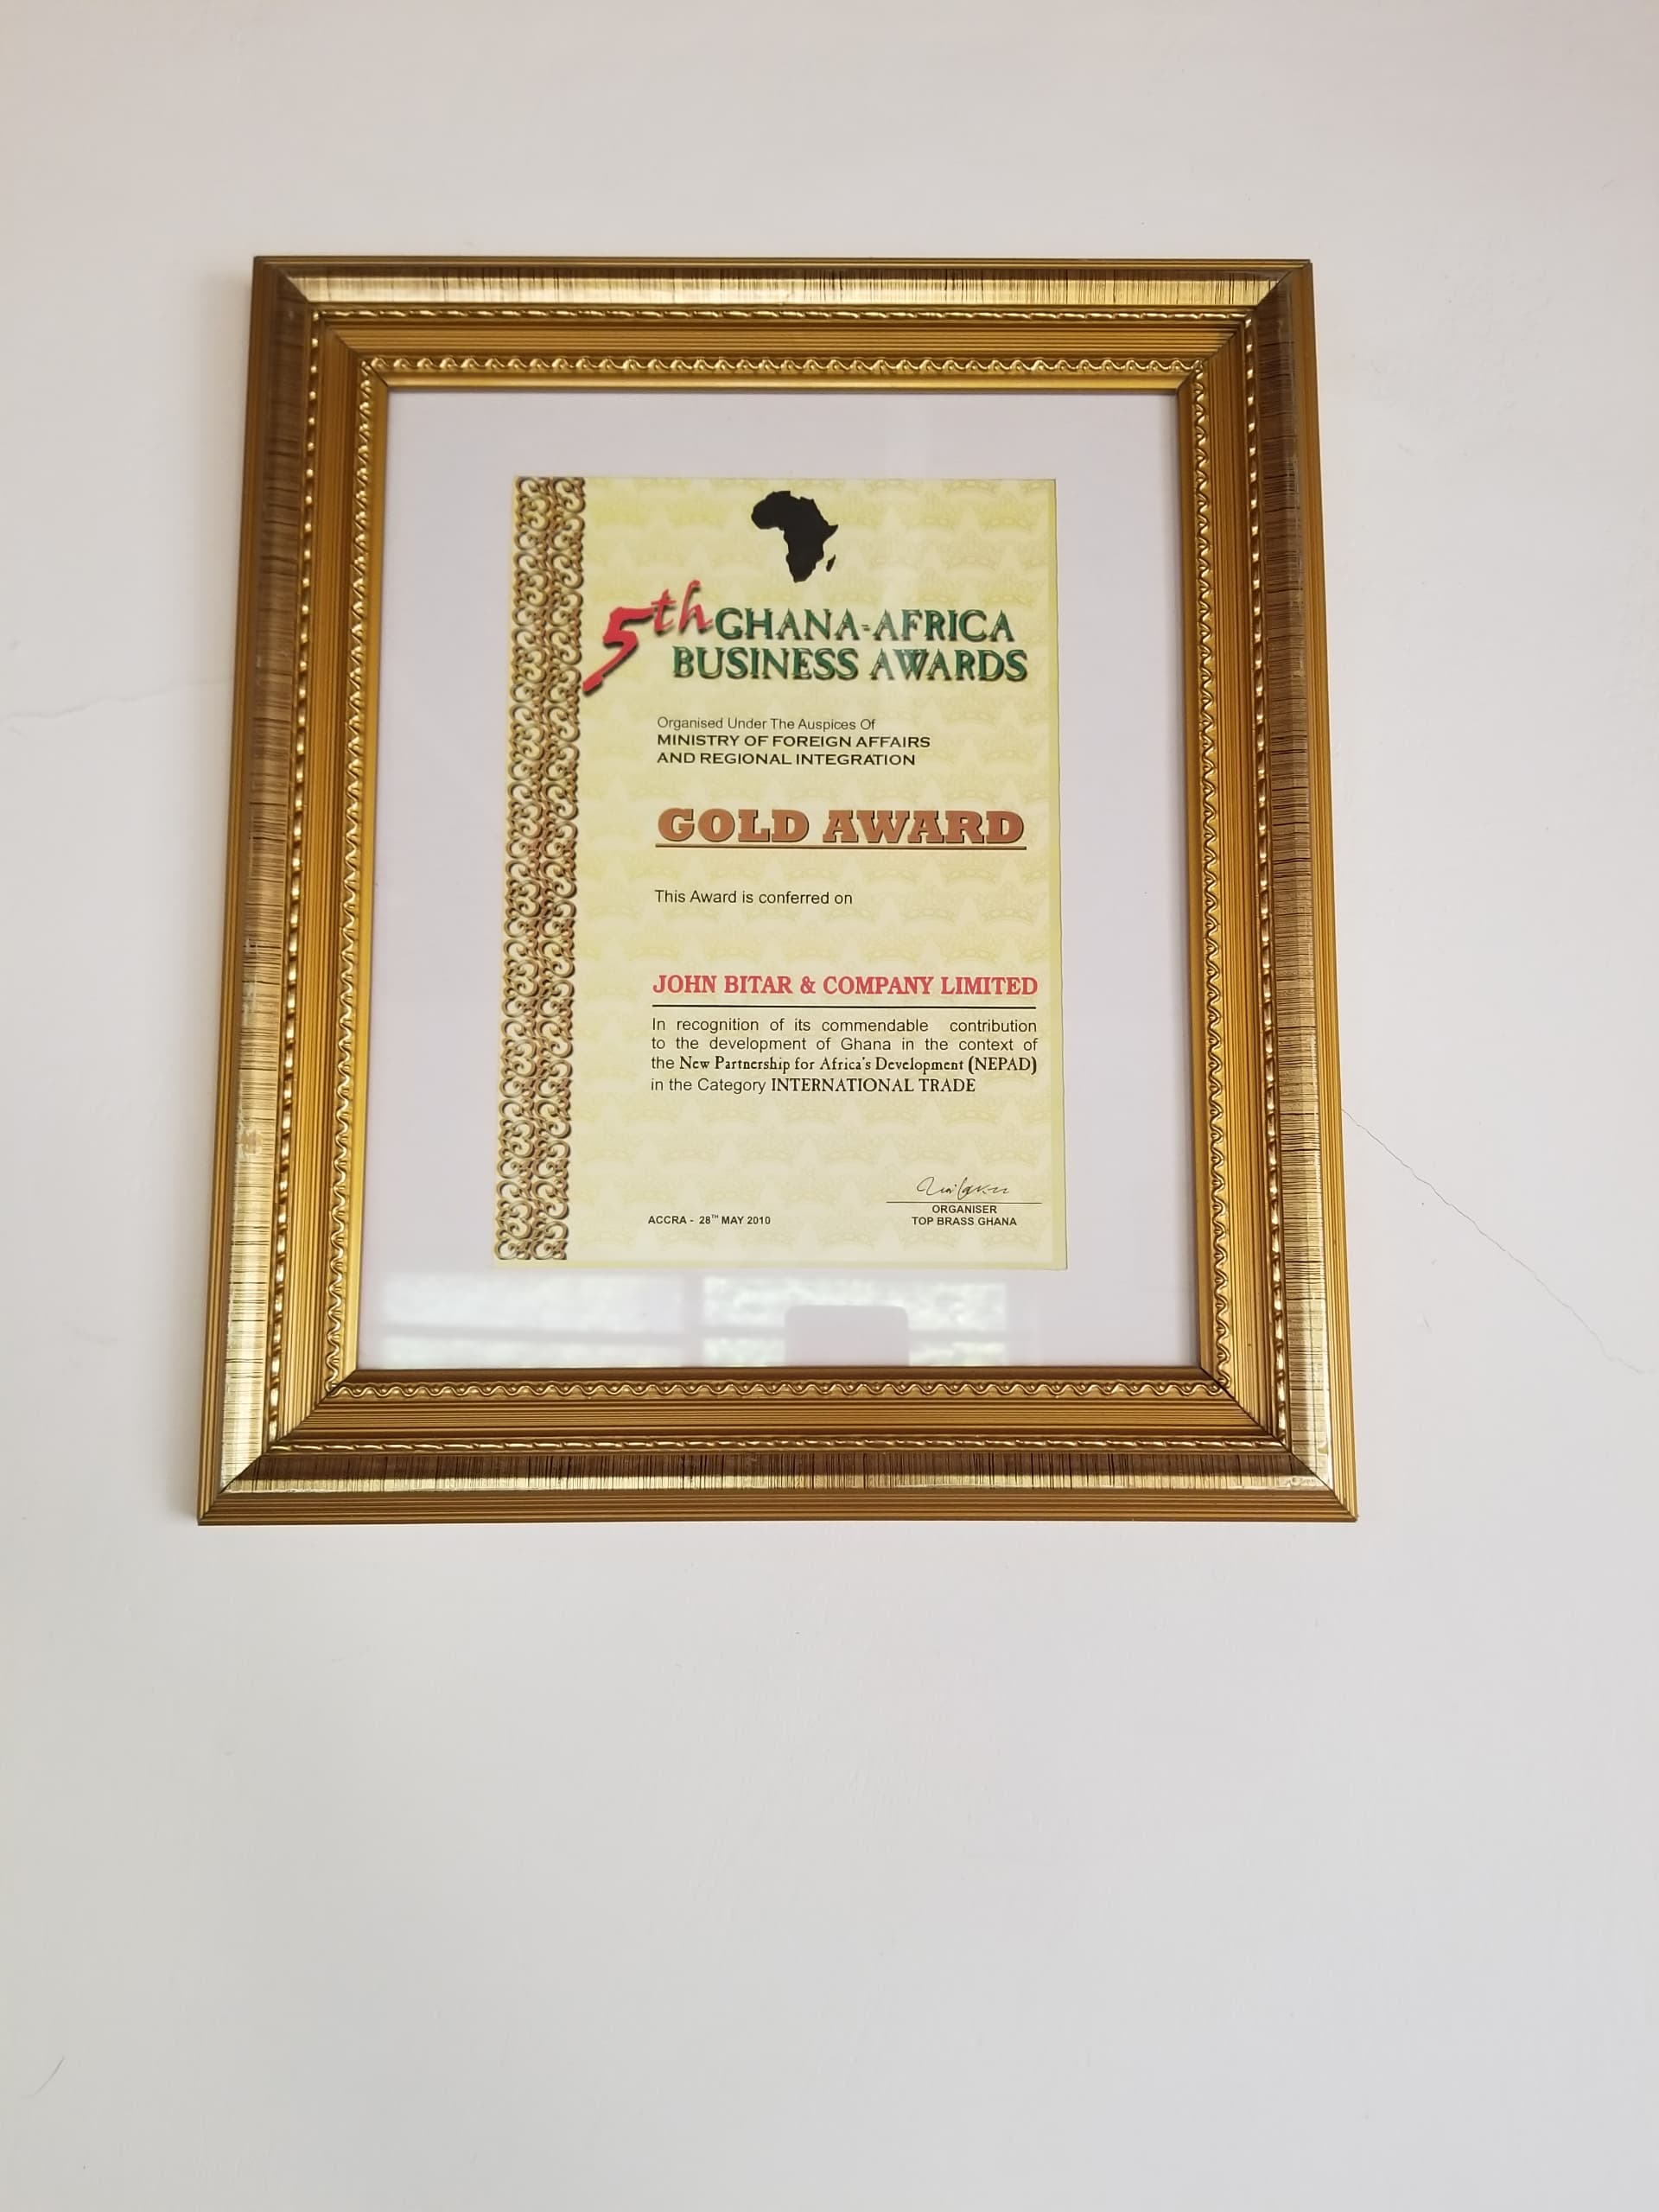 5th GHANA-AFRICA
BUSINESS AWARDS
Organised Under The Auspices Of
MINISTRY OF FOREIGN AFFAIRS
AND REGIONAL INTEGRATION
GOLD AWARD
This Award is conferred on
JOHN BITAR & COMPANY LIMITED
In recognition of its commendable contribution
to the development of Ghana in the context of
the New Partnership for Africa's Development (NEPAD)
in the Category INTERNATIONAL TRADE
ACCRA - 28TH MAY 2010
ORGANISER
TOP BRASS GHANA